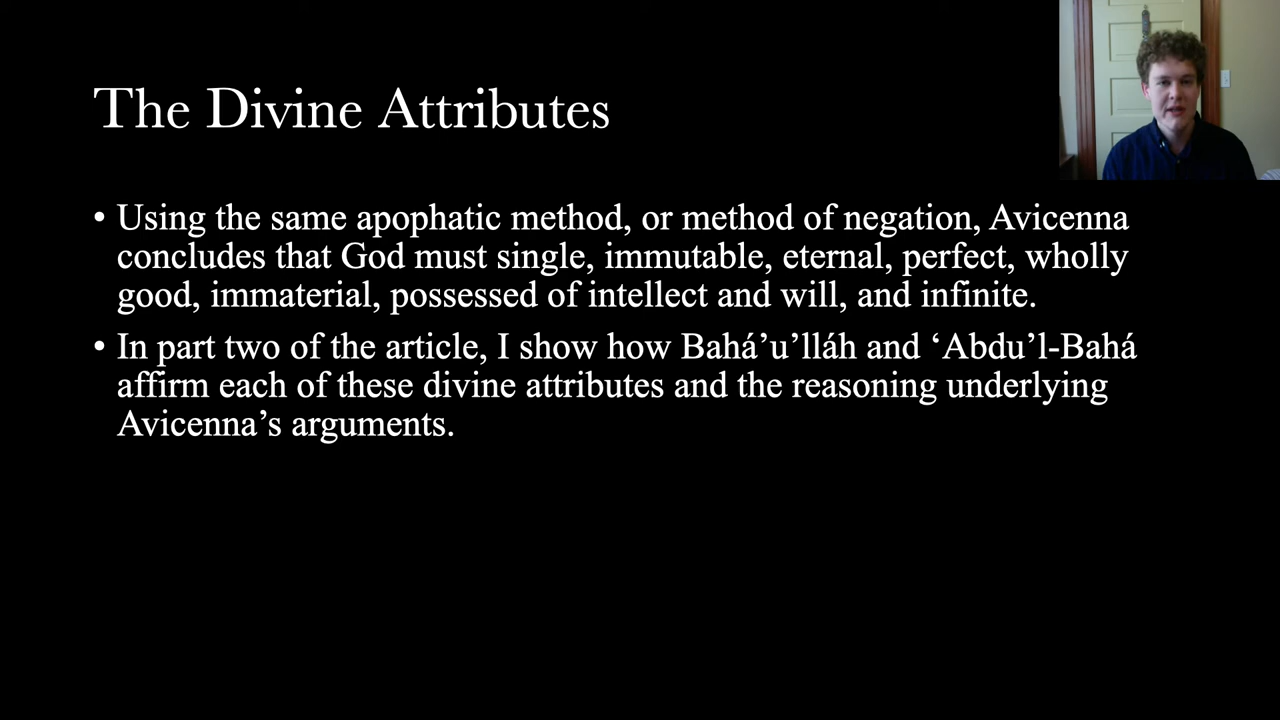 The Divine Attributes
• Using the same apophatic method, or method of negation, Avicenna
concludes that God must single, immutable, eternal, perfect, wholly
good, immaterial, possessed of intellect and will, and infinite.
• In part two of the article, I show how Bahá’u’lláh and ‘Abdu’l-Bahá
affirm each of these divine attributes and the reasoning underlying
Avicenna’s arguments.